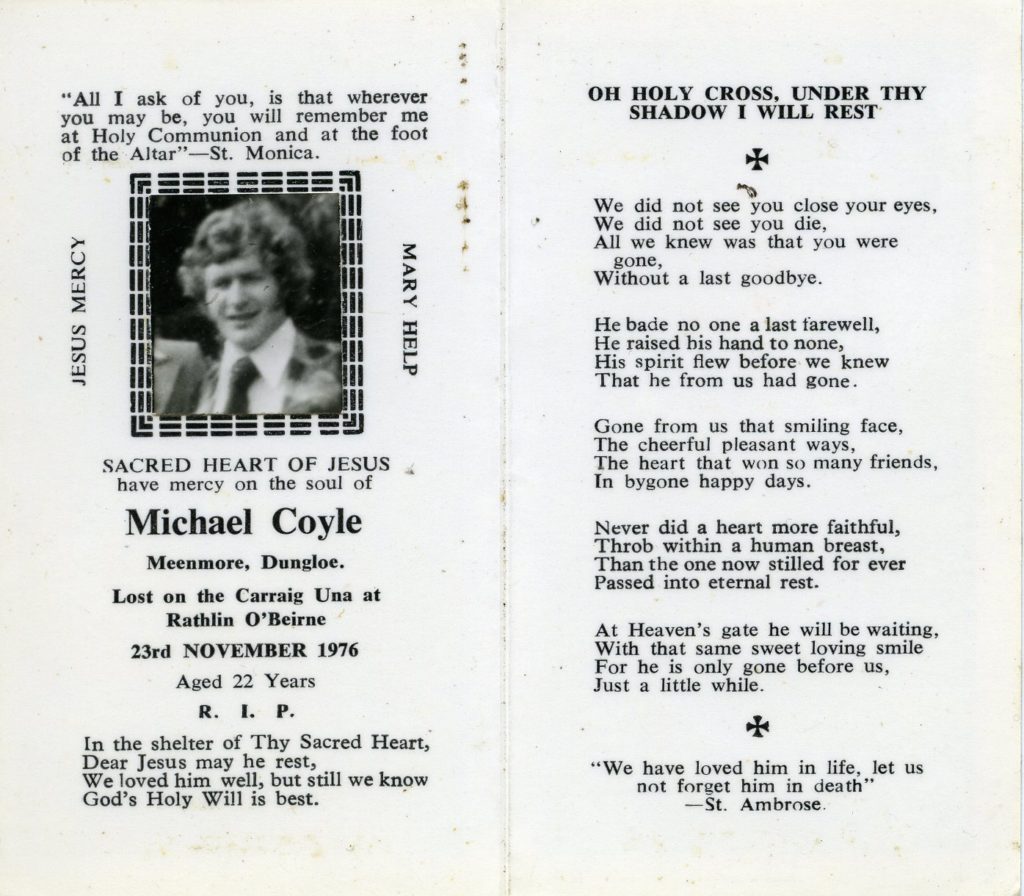 "All I ask of you, is that wherever
you may be, you will remember me
at Holy Communion and at the foot
of the Altar"—St. Monica.
JESUS MERCY
MARY HELP
SACRED HEART OF JESUS
have mercy on the soul of
Michael Coyle
Meenmore, Dungloe.
Lost on the Carraig Una at
Rathlin O'Beirne
23rd NOVEMBER 1976
Aged 22 Years
R. I. P.
In the shelter of Thy Sacred Heart,
Dear Jesus may he rest,
We loved him well, but still we know
God's Holy Will is best.
OH HOLY CROSS, UNDER THY
SHADOW I WILL REST
We did not see you close your eyes,
We did not see you die,
All we knew was that you were
gone,
Without a last goodbye.
He bade no one a last farewell,
He raised his hand to none,
His spirit flew before we knew
That he from us had gone.
Gone from us that smiling face,
The cheerful pleasant ways,
The heart that won so many friends,
In bygone happy days.
Never did a heart more faithful,
Throb within a human breast,
Than the one now stilled for ever
Passed into eternal rest.
At Heaven's gate he will be waiting,
With that same sweet loving smile
For he is only gone before us,
Just a little while.
"We have loved him in life, let us
not forget him in death"
—St. Ambrose.